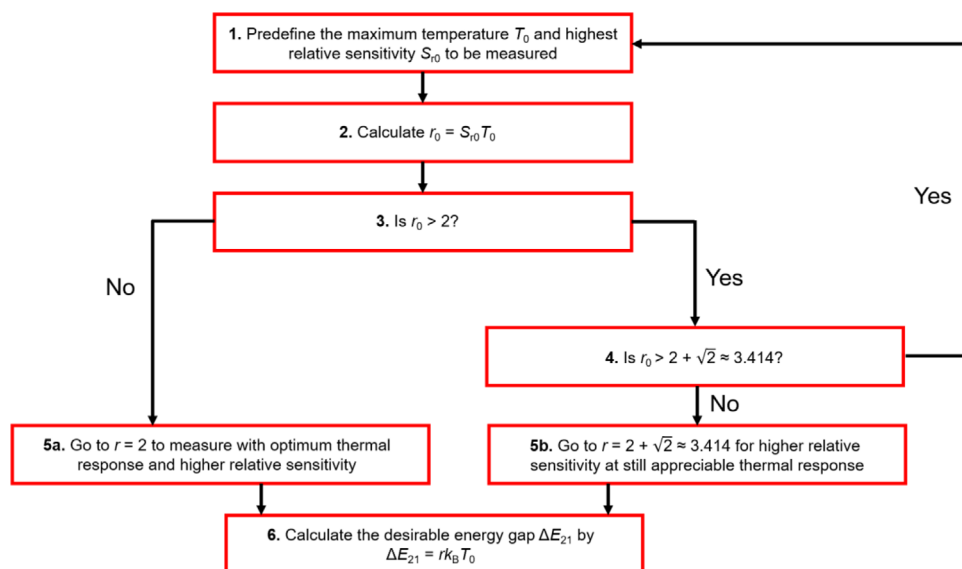 1. Predefine the maximum temperature T₀ and highest
relative sensitivity Sᵣ₀ to be measured
2. Calculate r₀ = Sᵣ₀T₀
Yes
3. Is r₀ > 2?
No
Yes
4. Is r₀ > 2 + √2 ≈ 3.414?
No
5a. Go to r = 2 to measure with optimum thermal
response and higher relative sensitivity
5b. Go to r = 2 + √2 ≈ 3.414 for higher relative
sensitivity at still appreciable thermal response
6. Calculate the desirable energy gap ΔE₂₁ by
ΔE₂₁ = rk_BT₀